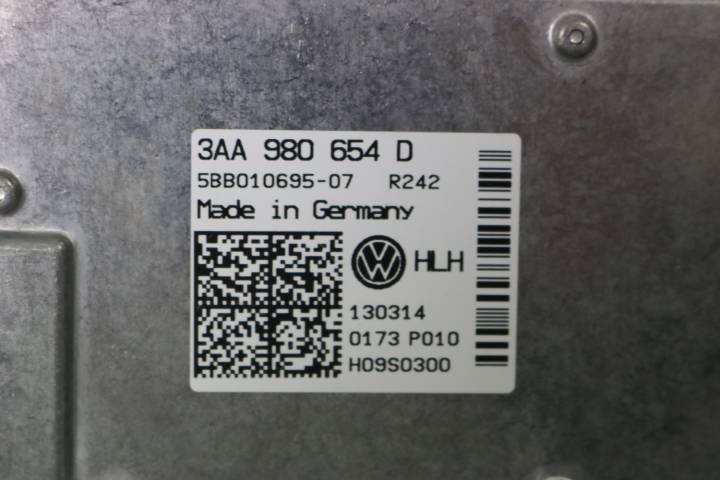 3AA 980 654 D
5BB010695-07 R242
Made in Germany
HLH
130314
0173 P010
H09S0300